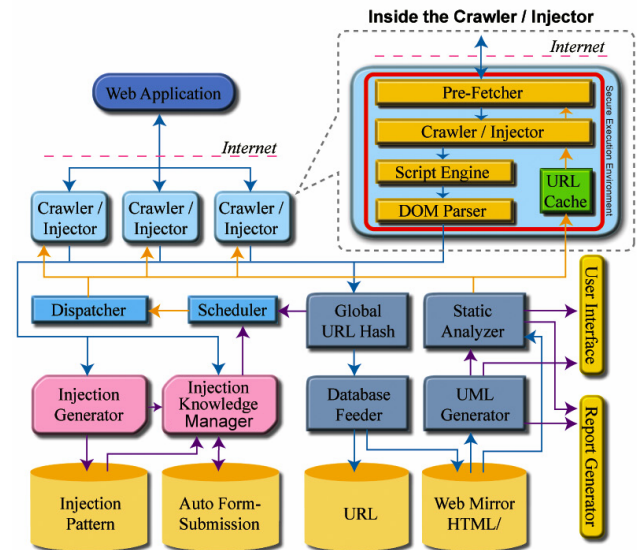 Inside the Crawler / Injector
Internet
Pre-Fetcher
Crawler / Injector
Script Engine
DOM Parser
URL
Cache
Secure Execution Environment
Web Application
Internet
Crawler /
Injector
Crawler /
Injector
Crawler /
Injector
Dispatcher
Scheduler
Global
URL Hash
Static
Analyzer
User Interface
Injection
Generator
Injection
Knowledge
Manager
Database
Feeder
UML
Generator
Report Generator
Injection
Pattern
Auto Form-
Submission
URL
Web Mirror
HTML/